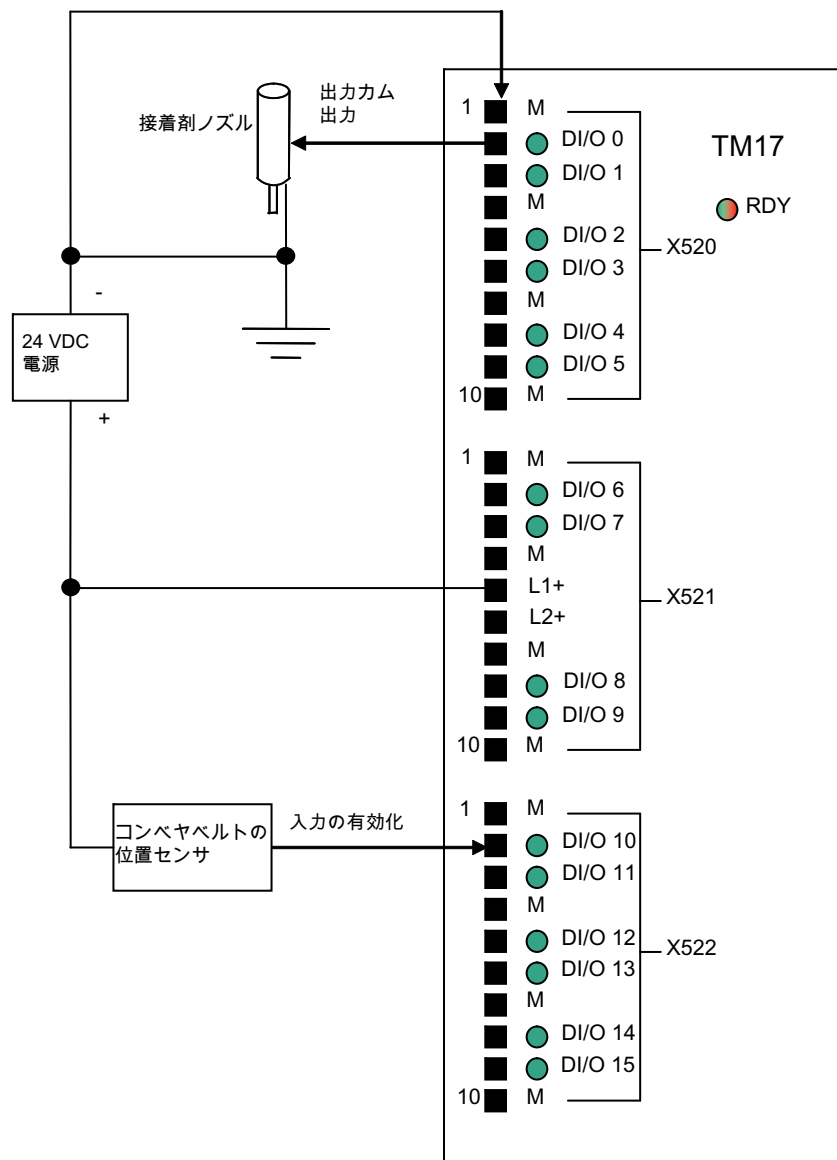 接着剤ノズル
出力カム
出力
-
24 VDC
電源
+
コンベヤベルトの
位置センサ
入力の有効化
TM17
RDY
1 M
DI/O 0
DI/O 1
M
DI/O 2
DI/O 3
M
DI/O 4
DI/O 5
10 M
X520
1 M
DI/O 6
DI/O 7
M
L1+
L2+
M
DI/O 8
DI/O 9
10 M
X521
1 M
DI/O 10
DI/O 11
M
DI/O 12
DI/O 13
M
DI/O 14
DI/O 15
10 M
X522